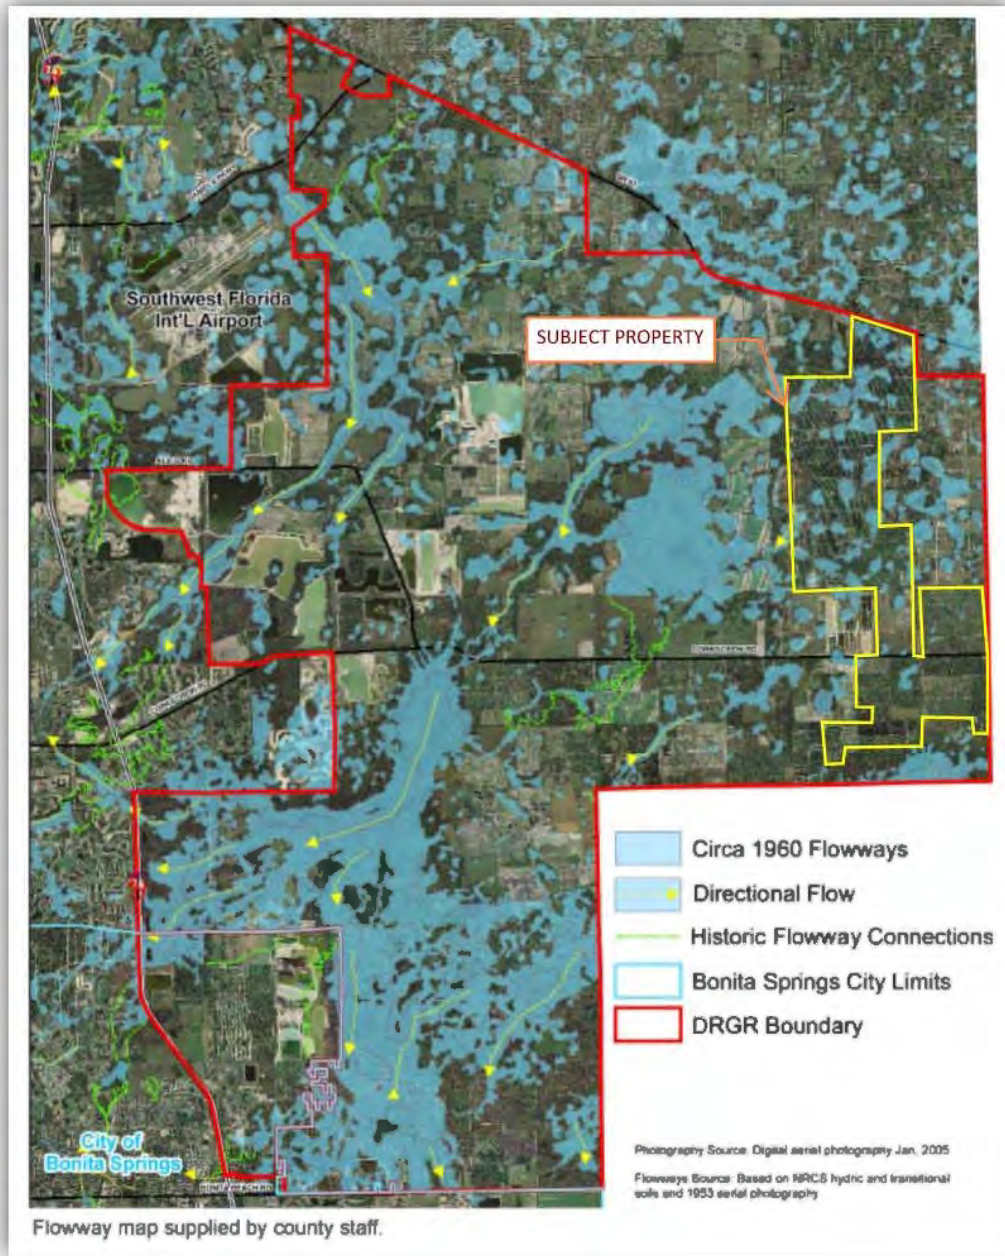 Southwest Florida
Int'L Airport
SUBJECT PROPERTY
CORKSCREW RD
Circa 1960 Flowways
Directional Flow
Historic Flowway Connections
Bonita Springs City Limits
DRGR Boundary
City of
Bonita Springs
Photography Source: Digital aerial photography Jan, 2005
Flowways Source: Based on NRCS hydric and transitional
soils and 1953 aerial photography
Flowway map supplied by county staff.